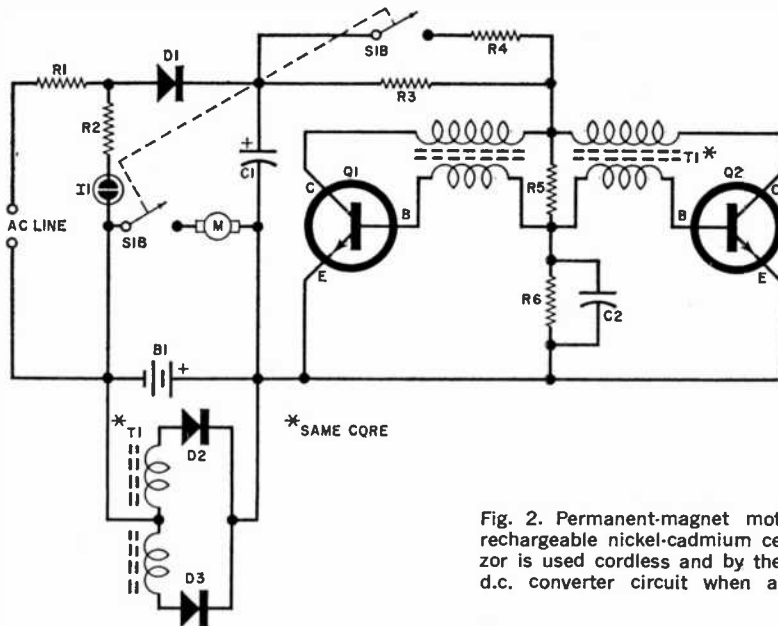 S1B
R4
R1
D1
R3
R2
+
C1
T1*
Q1
Q2
C
R5
C
I1
B
B
AC LINE
S1B
M
E
R6
C2
E
B1
+
*T1
D2
*SAME CORE
D3
Fig. 2. Permanent-magnet mot
rechargeable nickel-cadmium ce
zor is used cordless and by the
d.c. converter circuit when a